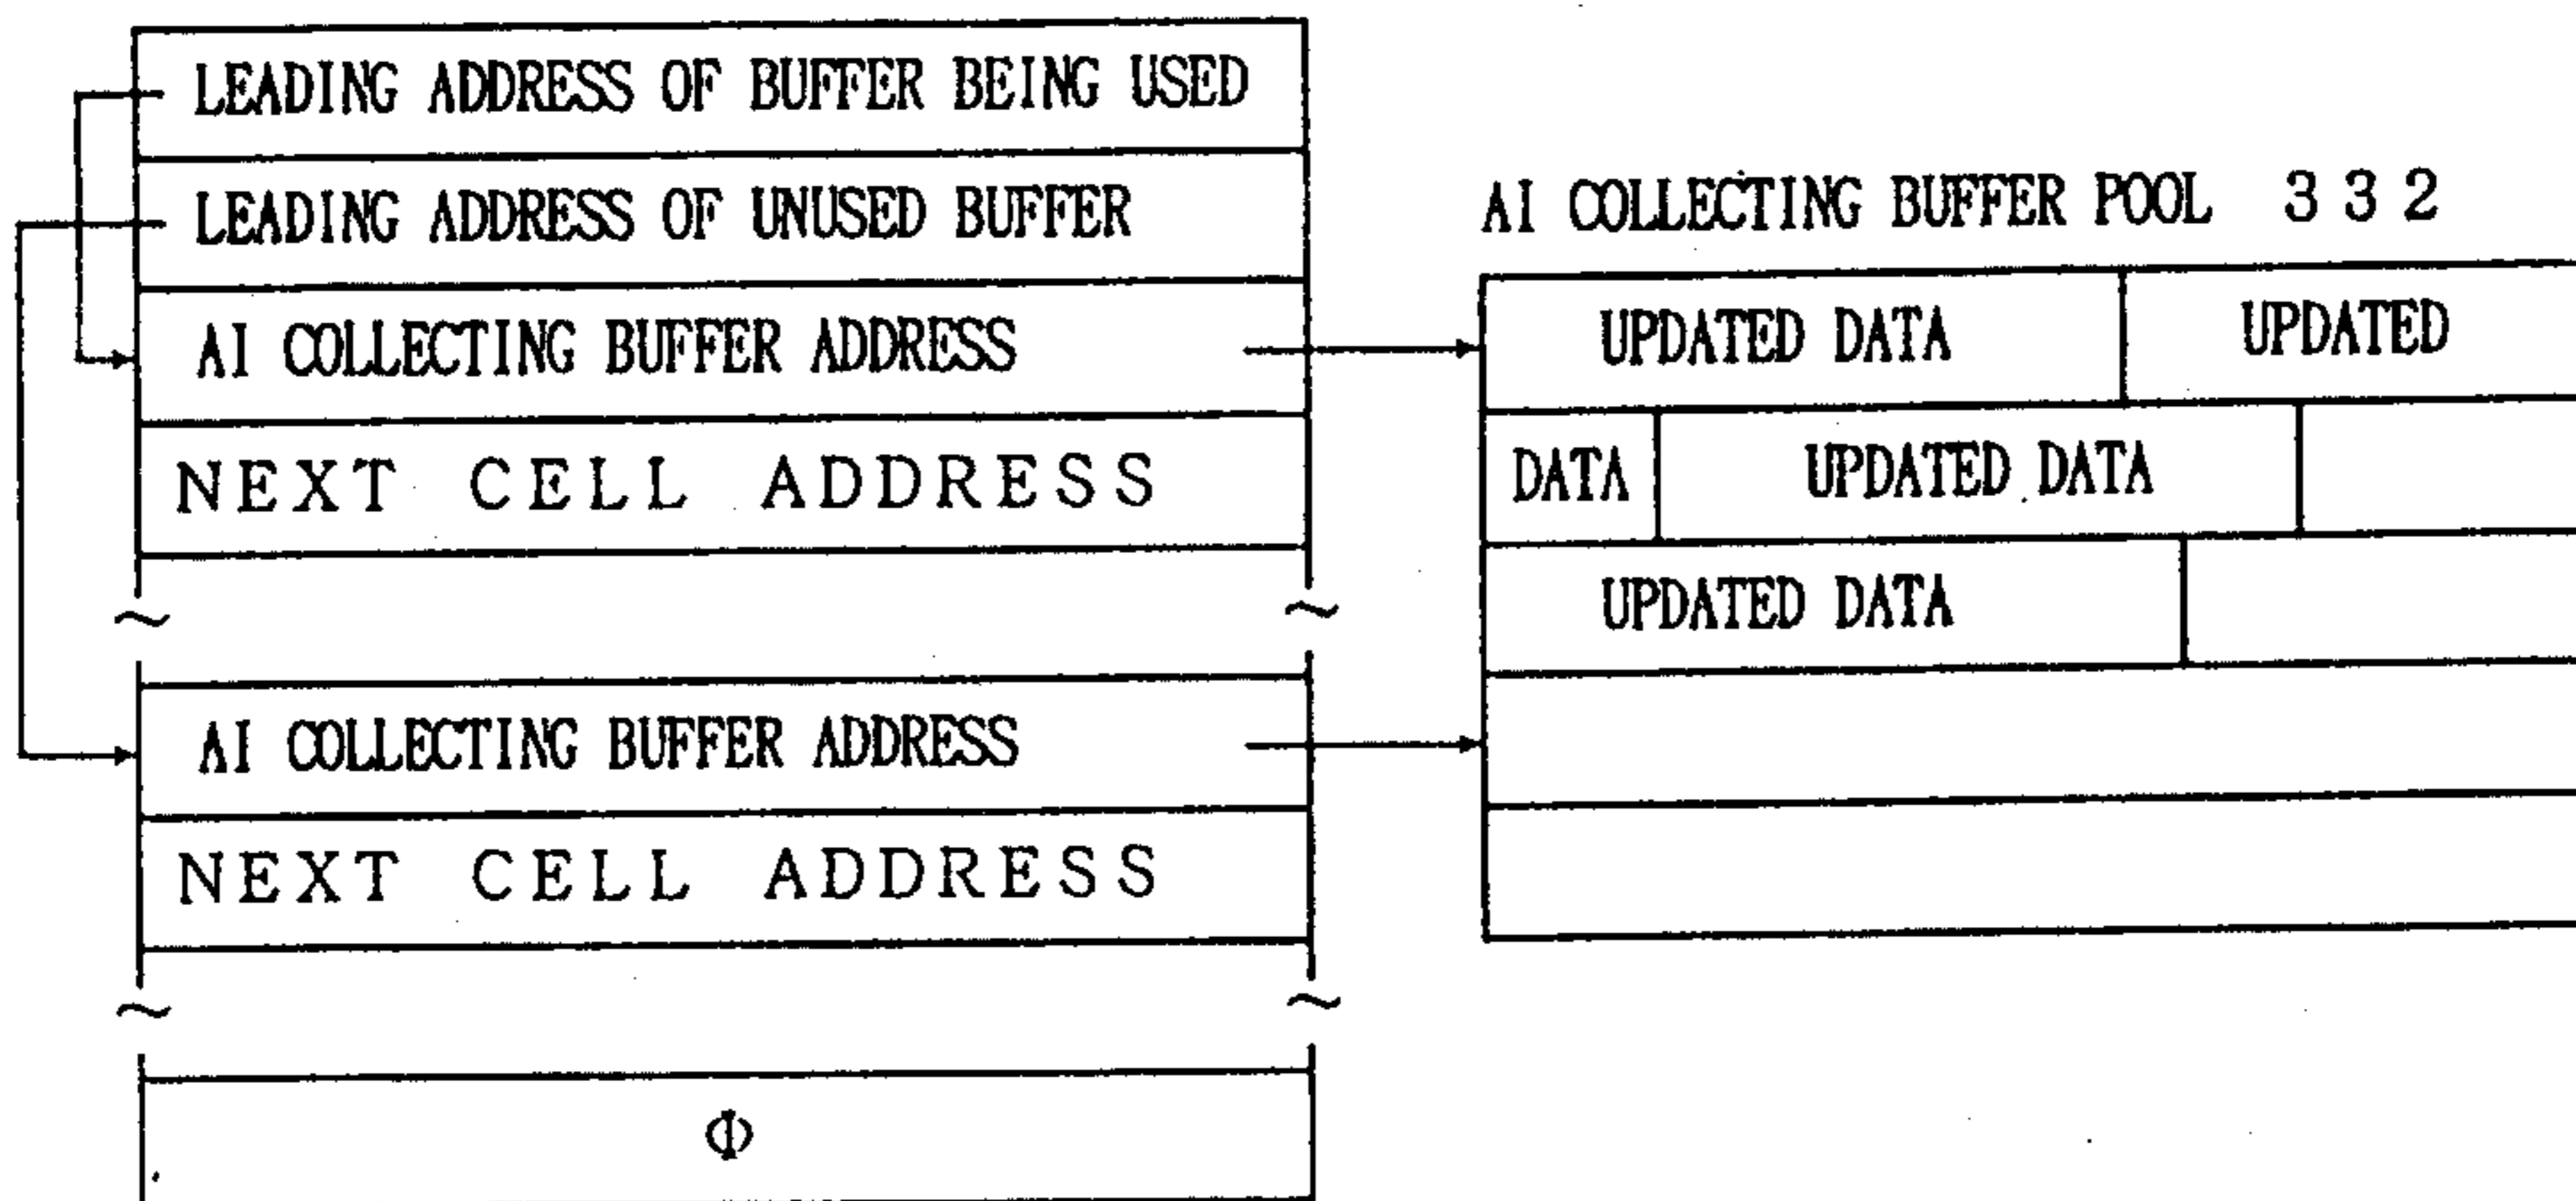 LEADING ADDRESS OF BUFFER BEING USED
LEADING ADDRESS OF UNUSED BUFFER
AI COLLECTING BUFFER ADDRESS
NEXT CELL ADDRESS
AI COLLECTING BUFFER ADDRESS
NEXT CELL ADDRESS
Φ
AI COLLECTING BUFFER POOL 332
UPDATED DATA UPDATED
DATA UPDATED DATA
UPDATED DATA